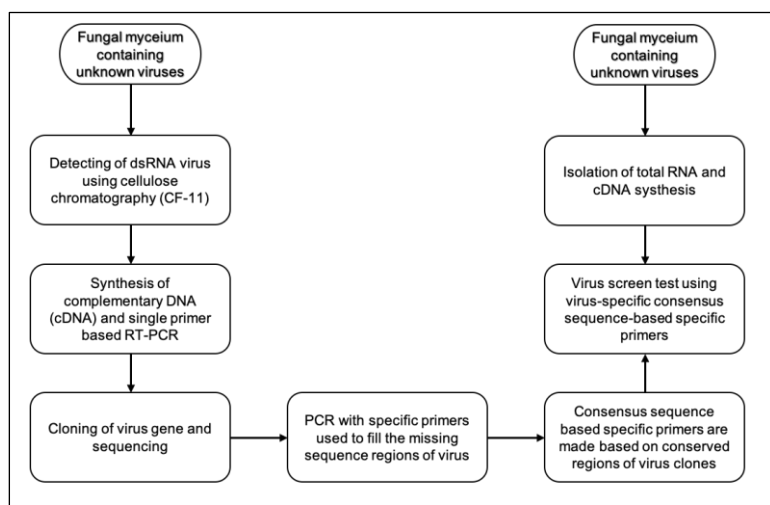 Fungal myceium
containing
unknown viruses
Detecting of dsRNA virus
using cellulose
chromatography (CF-11)
Synthesis of
complementary DNA
(cDNA) and single primer
based RT-PCR
Cloning of virus gene and
sequencing
PCR with specific primers
used to fill the missing
sequence regions of virus
Consensus sequence
based specific primers are
made based on conserved
regions of virus clones
Fungal myceium
containing
unknown viruses
Isolation of total RNA and
cDNA systhesis
Virus screen test using
virus-specific consensus
sequence-based specific
primers